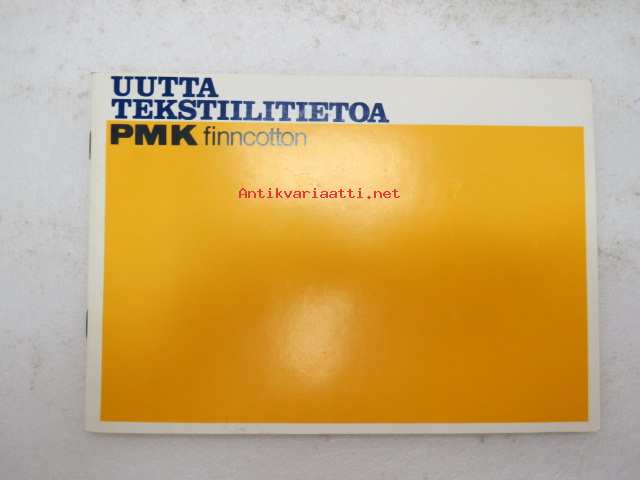 UUTTA
TEKSTIILITIETOA
PMK finncotton
Antikvariaatti.net